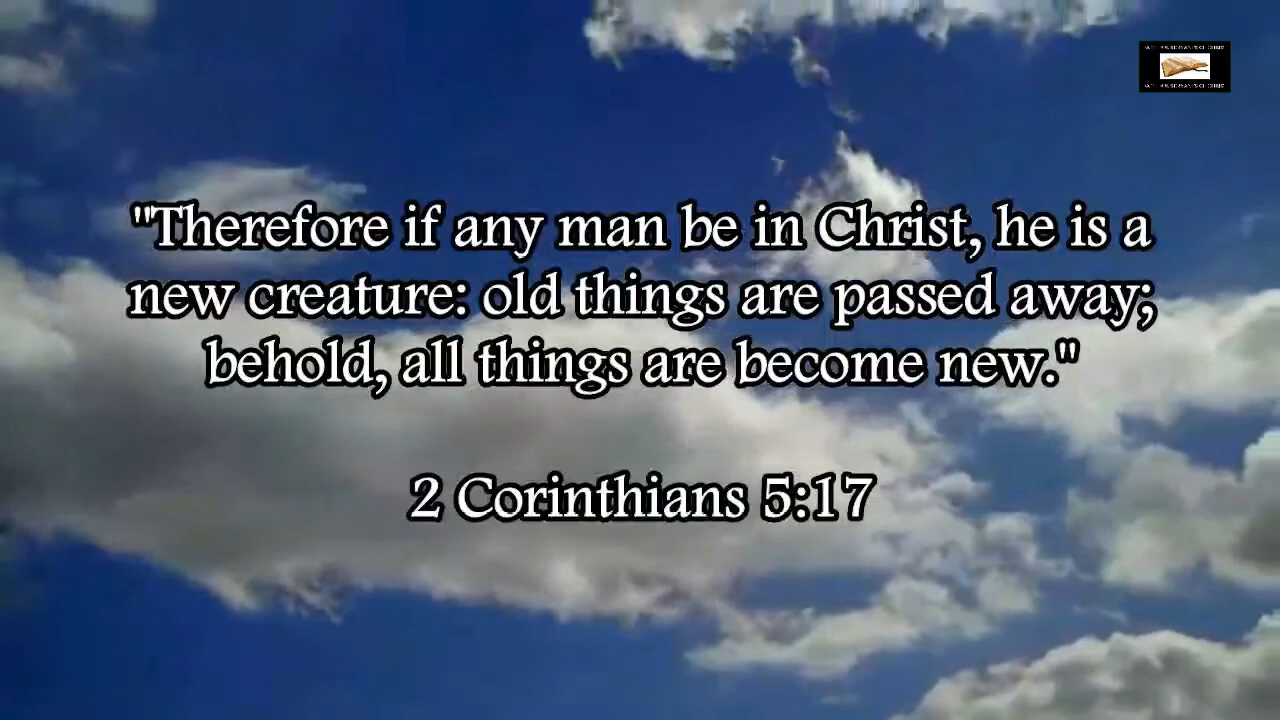 "Therefore if any man be in Christ, he is a
new creature: old things are passed away;
behold, all things are become new."
2 Corinthians 5:17